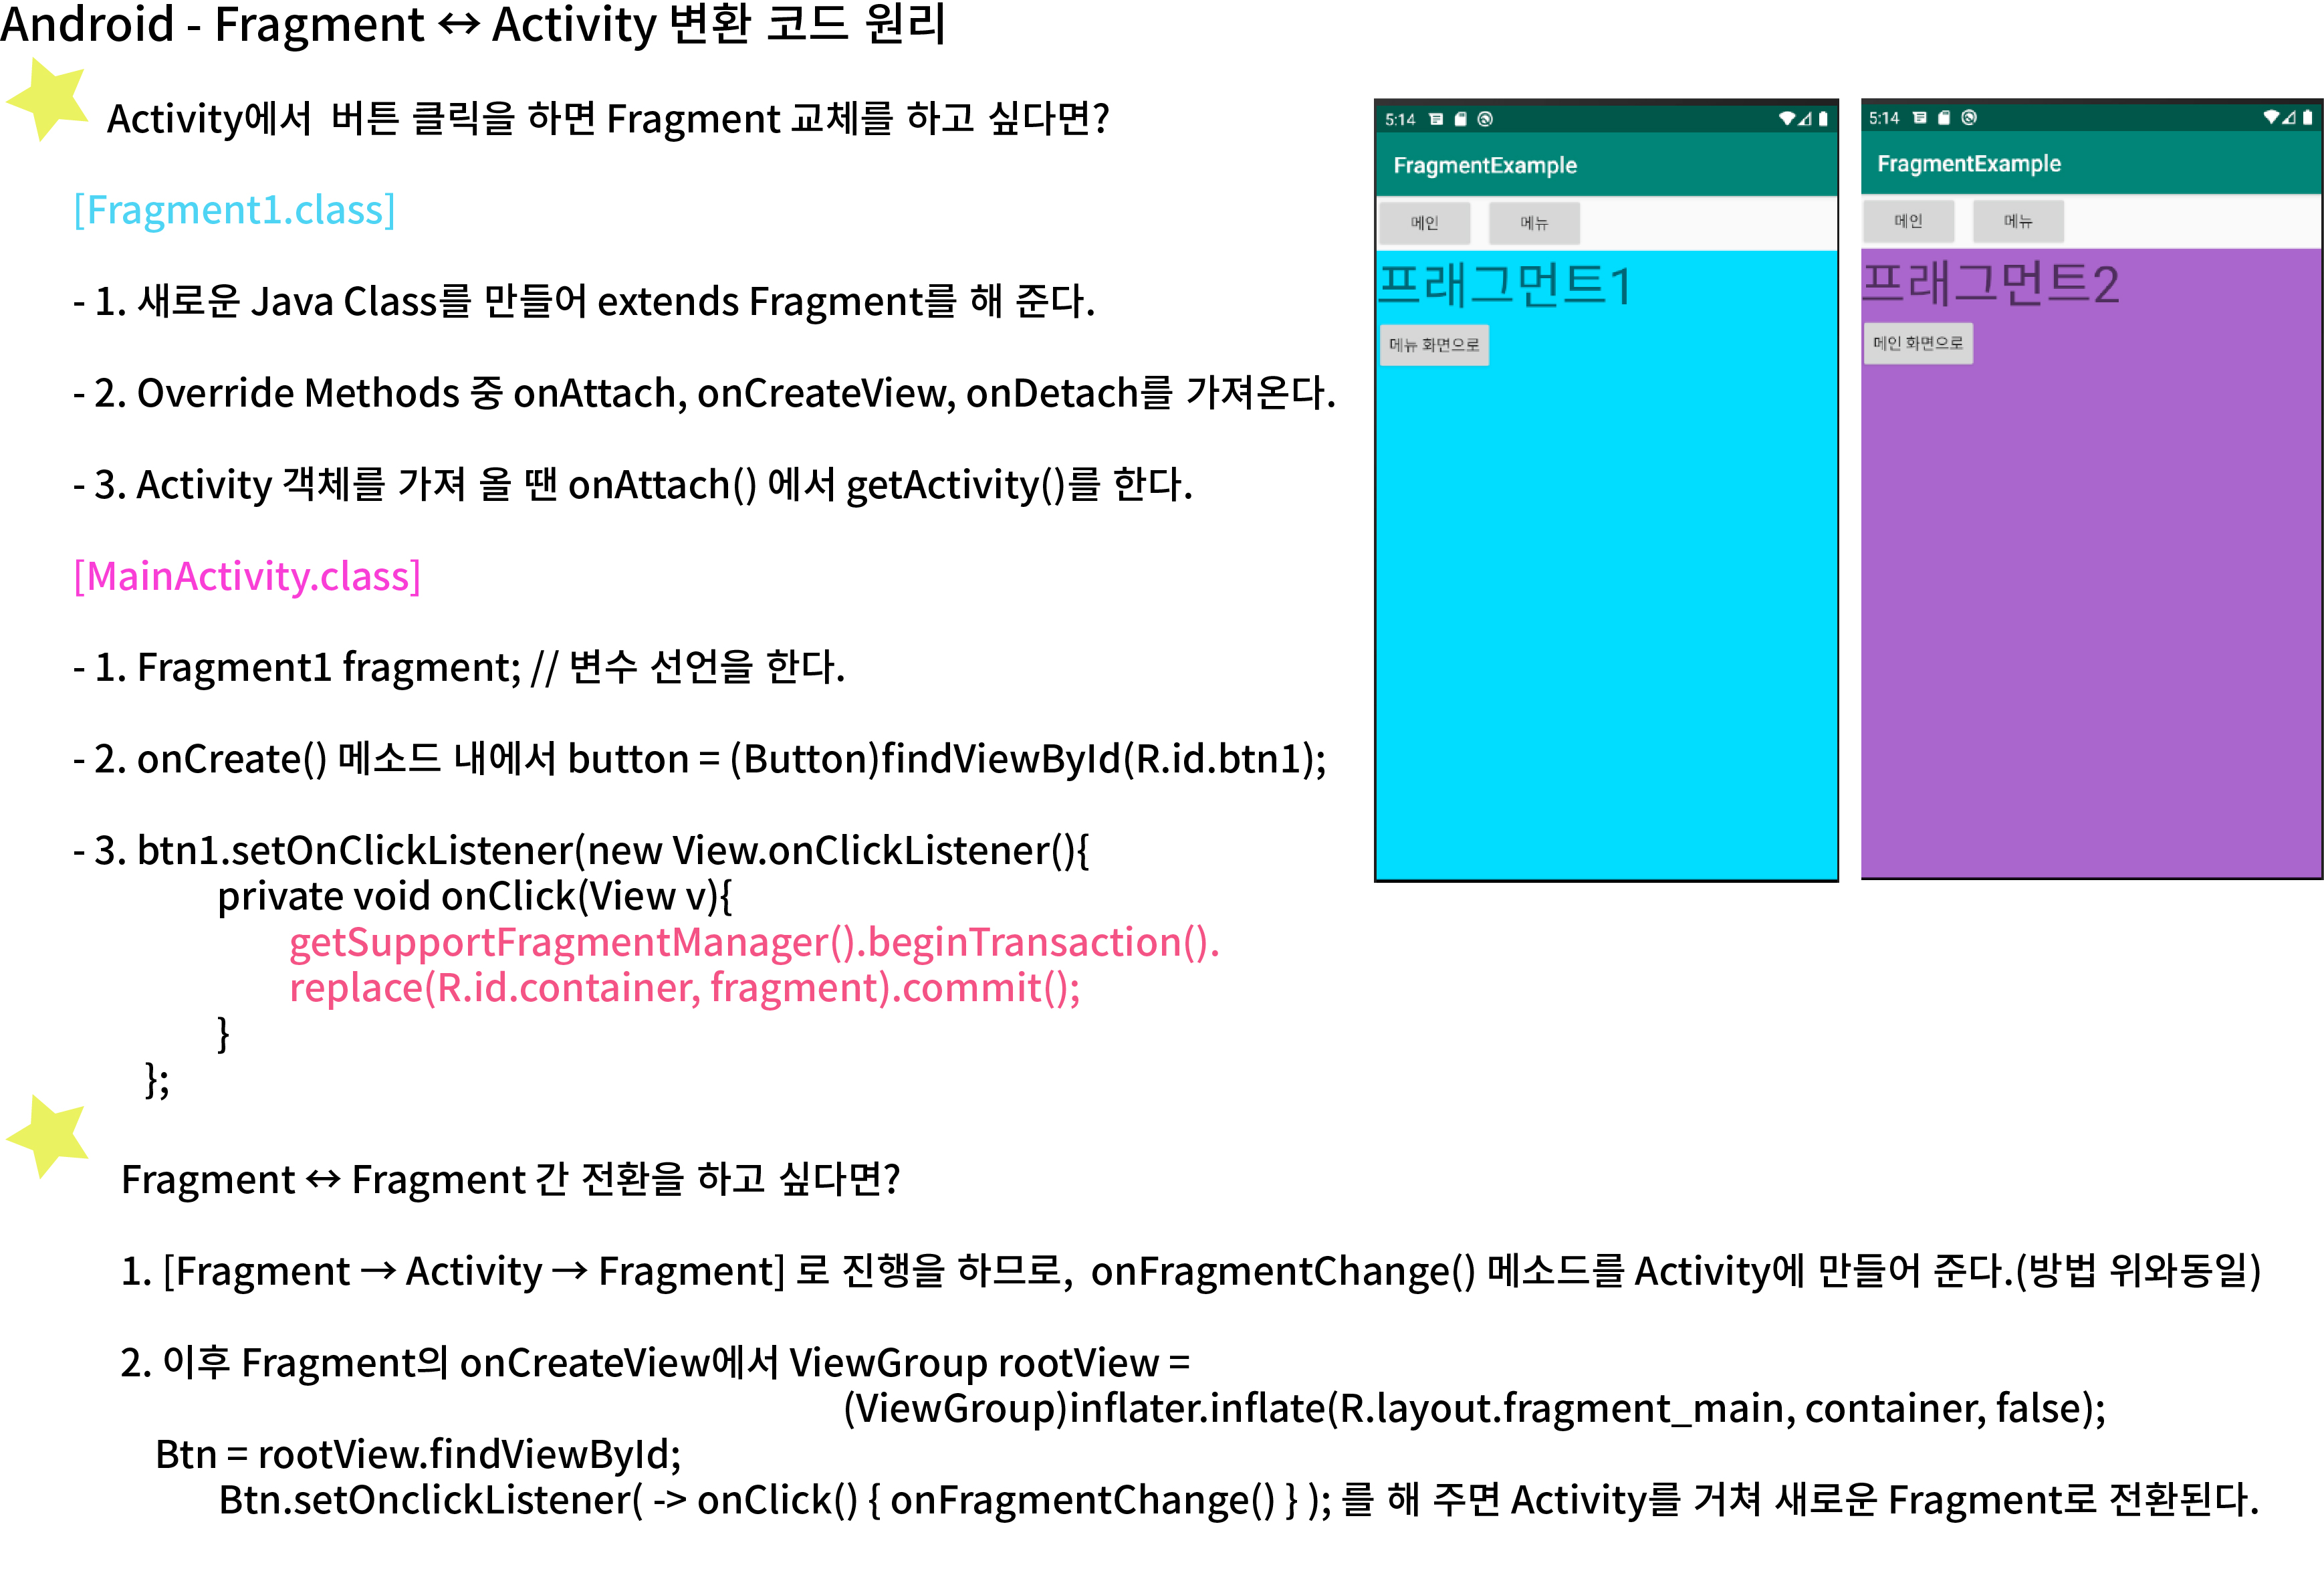 Android - Fragment ↔ Activity 변환 코드 원리
Activity에서 버튼 클릭을 하면 Fragment 교체를 하고 싶다면?
[Fragment1.class]
- 1. 새로운 Java Class를 만들어 extends Fragment를 해 준다.
- 2. Override Methods 중 onAttach, onCreateView, onDetach를 가져온다.
- 3. Activity 객체를 가져 올 땐 onAttach() 에서 getActivity()를 한다.
[MainActivity.class]
- 1. Fragment1 fragment; // 변수 선언을 한다.
- 2. onCreate() 메소드 내에서 button = (Button)findViewById(R.id.btn1);
- 3. btn1.setOnClickListener(new View.onClickListener(){
private void onClick(View v){
getSupportFragmentManager().beginTransaction().
replace(R.id.container, fragment).commit();
}
};
5:14
FragmentExample
메인 메뉴
프래그먼트1
메뉴 화면으로
5:14
FragmentExample
메인 메뉴
프래그먼트2
메인 화면으로
Fragment ↔ Fragment 간 전환을 하고 싶다면?
1. [Fragment → Activity → Fragment] 로 진행을 하므로, onFragmentChange() 메소드를 Activity에 만들어 준다.(방법 위와동일)
2. 이후 Fragment의 onCreateView에서 ViewGroup rootView =
(ViewGroup)inflater.inflate(R.layout.fragment_main, container, false);
Btn = rootView.findViewById;
Btn.setOnclickListener( -> onClick() { onFragmentChange() } ); 를 해 주면 Activity를 거쳐 새로운 Fragment로 전환된다.